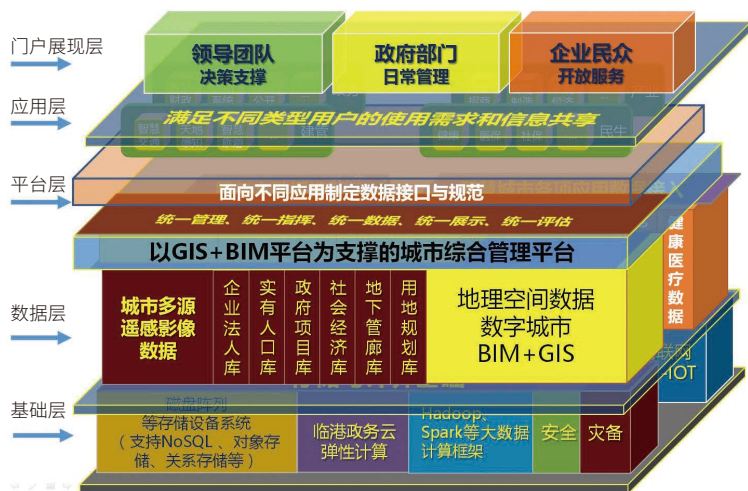 门户展现层
领导团队
决策支撑
政府部门
日常管理
企业民众
开放服务
应用层
满足不同类型用户的使用需求和信息共享
民生
平台层
面向不同应用制定数据接口与规范
统一管理、统一指挥、统一数据、统一展示、统一评估
以GIS+BIM平台为支撑的城市综合管理平台
数据层
城市多源
遥感影像
数据
企业法人库
实有人口库
政府项目库
社会经济库
地下管廊库
用地规划库
地理空间数据
数字城市
BIM+GIS
健康医疗数据
联网
IOT
基础层
磁盘阵列
等存储设备系统
（支持NoSQL、对象存
储、关系存储等）
临港政务云
弹性计算
Hadoop、
Spark等大数据
计算框架
安全
灾备